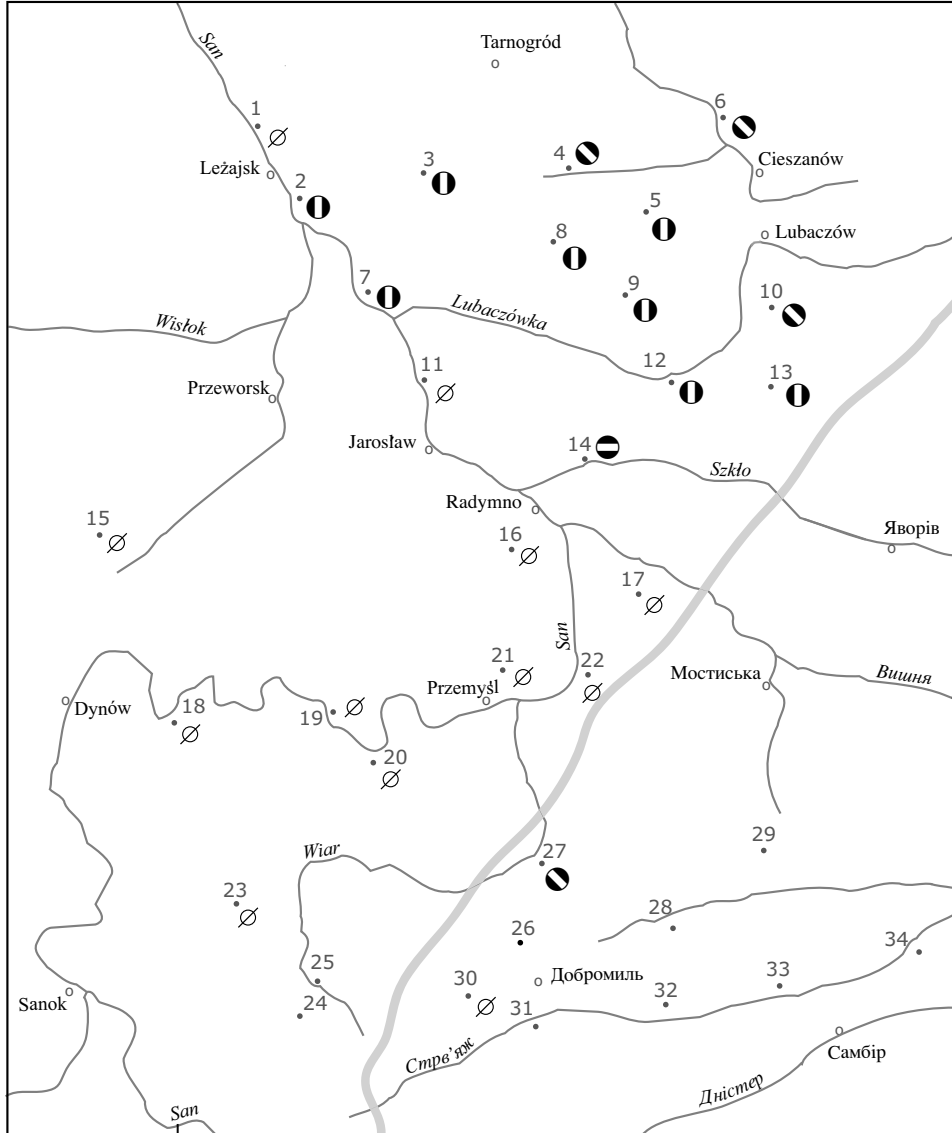 San
Tarnogród
1
6
Leżajsk
3
4
Cieszanów
2
5
8
Lubaczów
7
9
10
Wisłok
Lubaczówka
11
12
13
Przeworsk
Jarosław
14
Szkło
Radymno
15
16
Яворів
17
San
21
22
Przemyśl
Мостиська
Вишня
Dynów
18
19
20
Wiar
27
29
23
28
26
34
25
Добромиль
33
Sanok
24
30
31
32
Стрв’яж
Самбір
Дністер
San